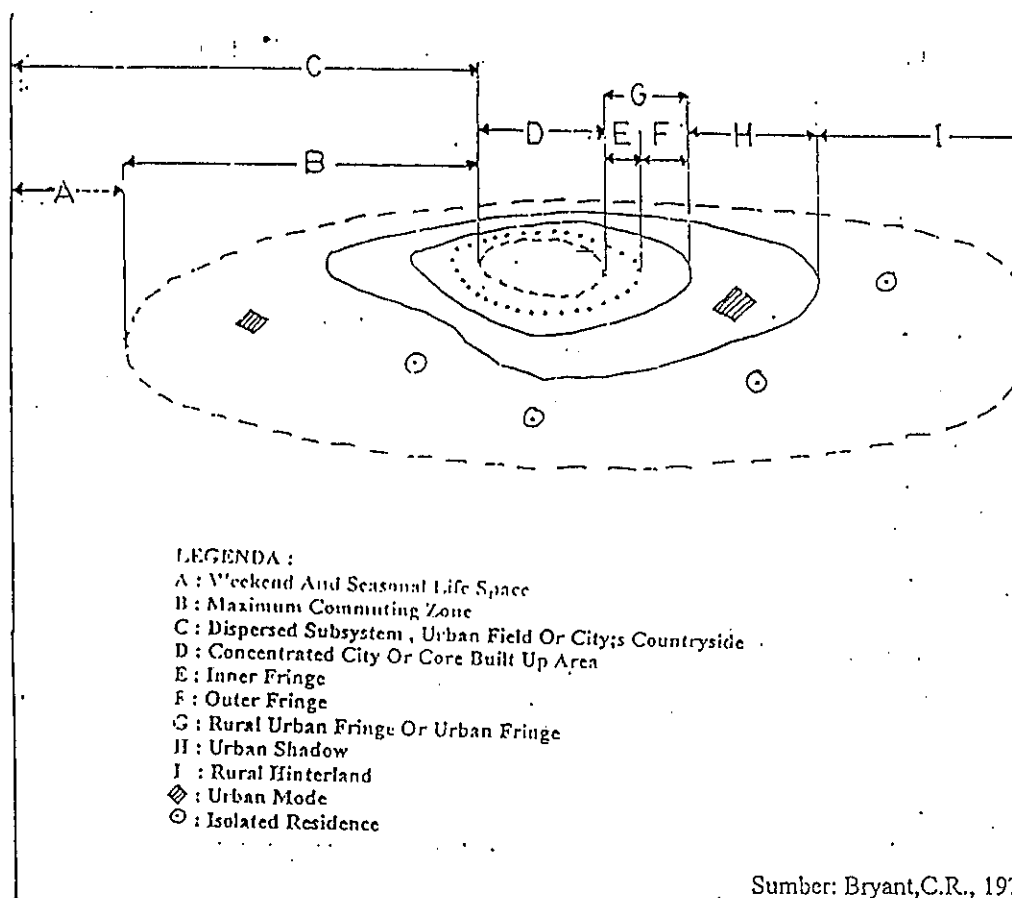 C
G
D
E
F
H
I
B
A
LEGENDA :
A : Weekend And Seasonal Life Space
B : Maximum Commuting Zone
C : Dispersed Subsystem , Urban Field Or City;s Countryside
D : Concentrated City Or Core Built Up Area
E : Inner Fringe
F : Outer Fringe
G : Rural Urban Fringe Or Urban Fringe
H : Urban Shadow
I : Rural Hinterland
: Urban Mode
: Isolated Residence
Sumber: Bryant,C.R., 19